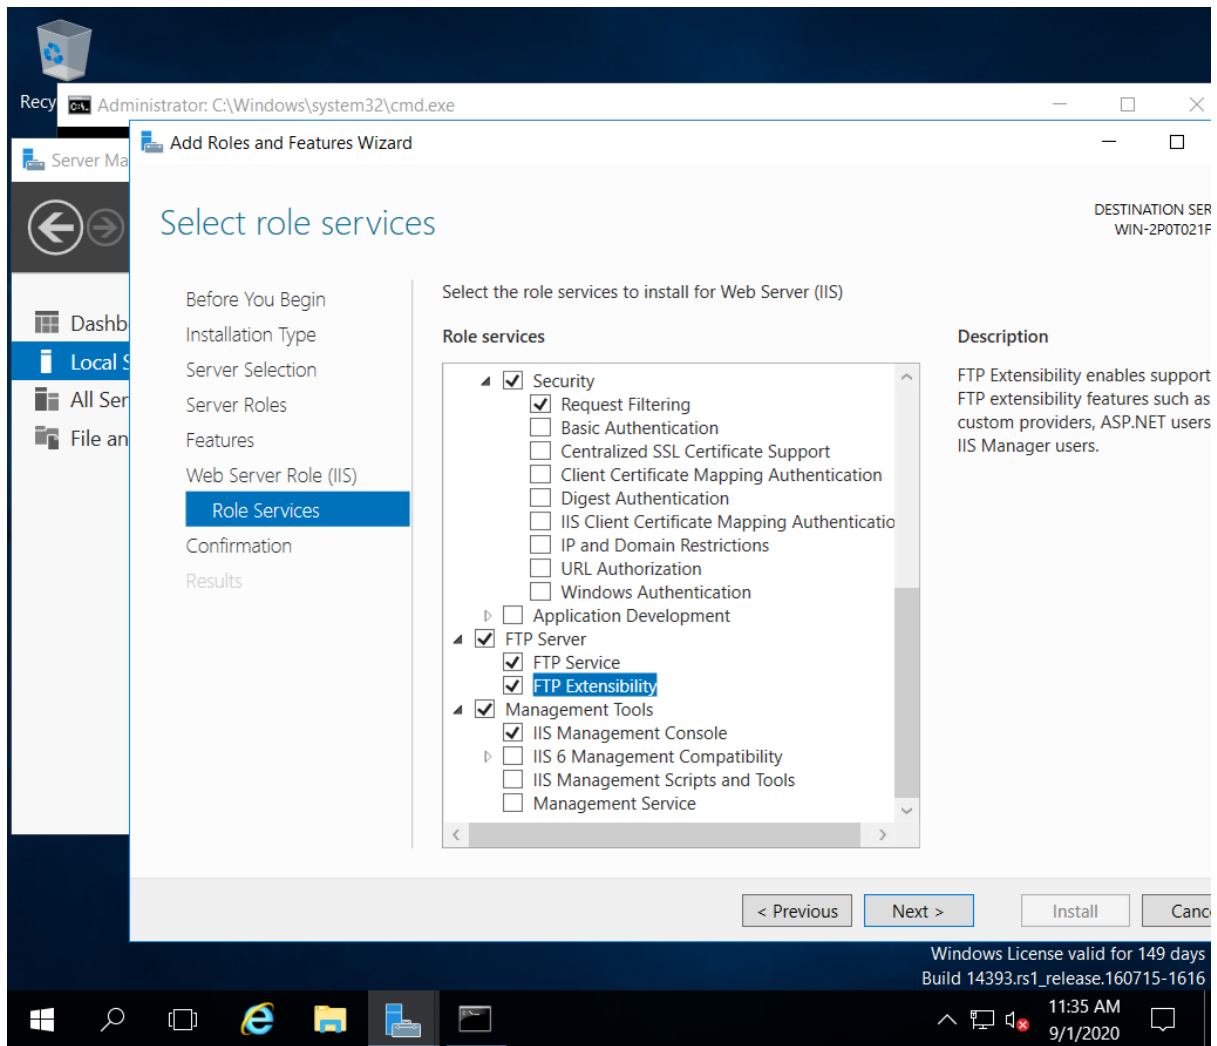 Recy
Administrator: C:\Windows\system32\cmd.exe
Add Roles and Features Wizard
Server Ma
Select role services
DESTINATION SER
WIN-2P0T021F
Before You Begin
Installation Type
Server Selection
Server Roles
Features
Web Server Role (IIS)
Role Services
Confirmation
Results
Dashb
Local S
All Ser
File an
Select the role services to install for Web Server (IIS)
Role services
Security
Request Filtering
Basic Authentication
Centralized SSL Certificate Support
Client Certificate Mapping Authentication
Digest Authentication
IIS Client Certificate Mapping Authenticatio
IP and Domain Restrictions
URL Authorization
Windows Authentication
Application Development
FTP Server
FTP Service
FTP Extensibility
Management Tools
IIS Management Console
IIS 6 Management Compatibility
IIS Management Scripts and Tools
Management Service
Description
FTP Extensibility enables support
FTP extensibility features such as
custom providers, ASP.NET users
IIS Manager users.
< Previous
Next >
Install
Canc
Windows License valid for 149 days
Build 14393.rs1_release.160715-1616
11:35 AM
9/1/2020